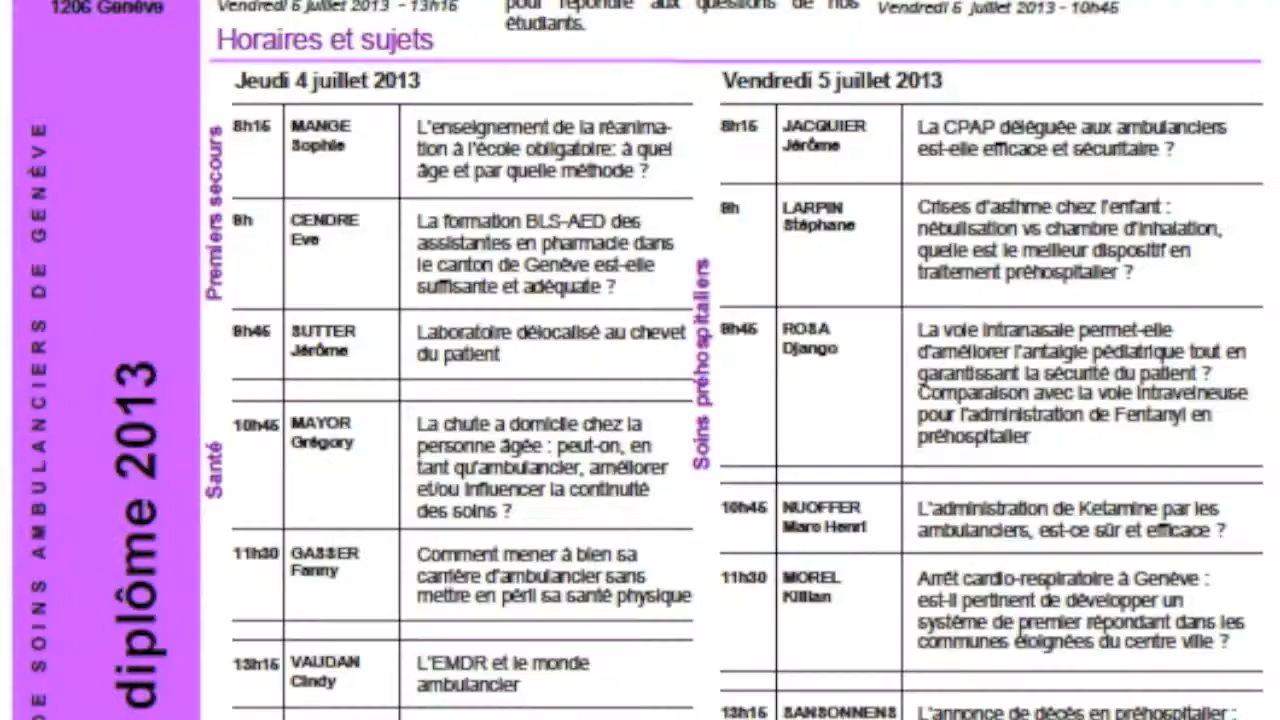 1206 Genève
Vendredi 5 juillet 2013 - 13h15
pour répondre aux questions de nos
étudiants.
Vendredi 5 juillet 2013 - 10h45
Horaires et sujets
DE SOINS AMBULANCIERS DE GENÈVE
diplôme 2013
Jeudi 4 juillet 2013
Premiers secours
8h15 MANGE
Sophie
L'enseignement de la réanima-
tion à l'école obligatoire: à quel
âge et par quelle méthode ?
9h CENDRE
Eve
La formation BLS-AED des
assistantes en pharmacie dans
le canton de Genève est-elle
suffisante et adéquate ?
9h45 SUTTER
Jérôme
Laboratoire délocalisé au chevet
du patient
Santé
10h45 MAYOR
Grégory
La chute a domicile chez la
personne âgée : peut-on, en
tant qu'ambulancier, améliorer
et/ou influencer la continuité
des soins ?
11h30 GASSER
Fanny
Comment mener à bien sa
carrière d'ambulancier sans
mettre en péril sa santé physique
13h15 VAUDAN
Cindy
L'EMDR et le monde
ambulancier
Vendredi 5 juillet 2013
Soins préhospitaliers
8h15 JACQUIER
Jérôme
La CPAP déléguée aux ambulanciers
est-elle efficace et sécuritaire ?
9h LARPIN
Stéphane
Crises d'asthme chez l'enfant :
nébulisation vs chambre d'inhalation,
quelle est le meilleur dispositif en
traitement préhospitalier ?
9h45 ROSA
Django
La voie intranasale permet-elle
d'améliorer l'antalgie pédiatrique tout en
garantissant la sécurité du patient ?
Comparaison avec la voie intraveineuse
pour l'administration de Fentanyl en
préhospitalier
10h45 NUOFFER
Marc Henri
L'administration de Ketamine par les
ambulanciers, est-ce sûr et efficace ?
11h30 MOREL
Killian
Arrêt cardio-respiratoire à Genève :
est-il pertinent de développer un
système de premier répondant dans les
communes éloignées du centre ville ?
13h15 SANSONNENS
L'annonce de décès en préhospitalier :